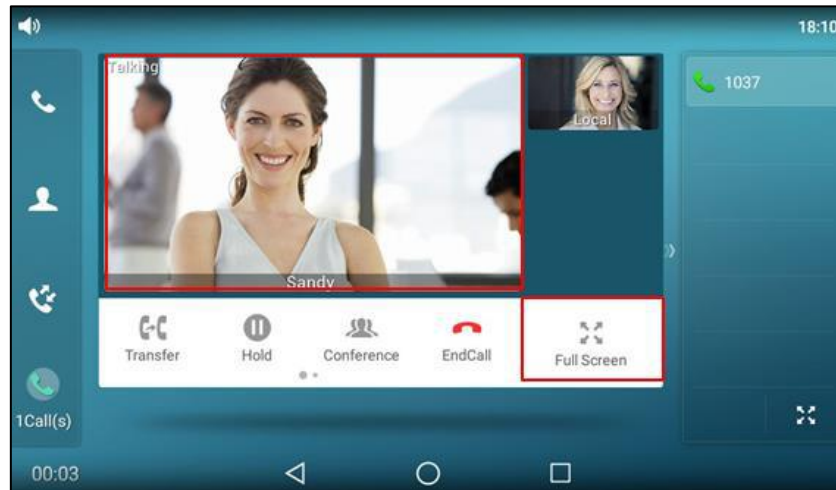 18:10
Talking
Local
1037
Sandy
Transfer
Hold
Conference
EndCall
Full Screen
1Call(s)
00:03